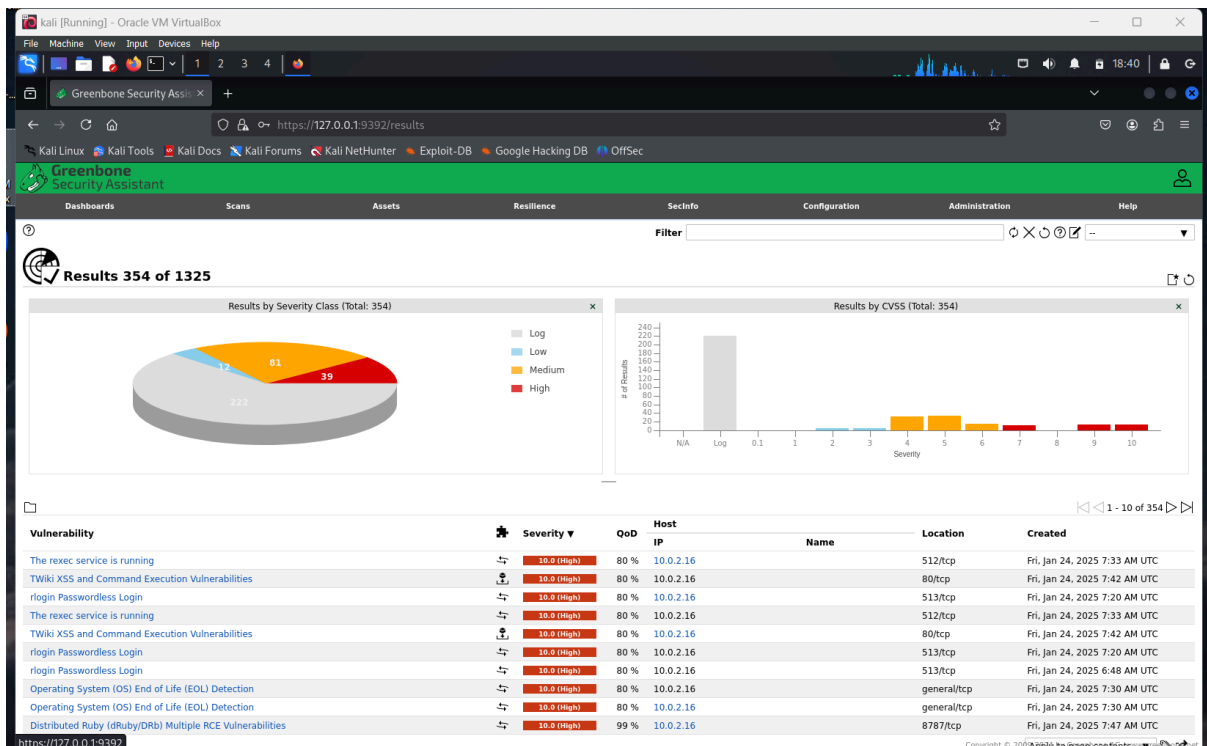 kali [Running] - Oracle VM VirtualBox
File Machine View Input Devices Help
1 2 3 4
18:40
Greenbone Security Assis
https://127.0.0.1:9392/results
Kali Linux Kali Tools Kali Docs Kali Forums Kali NetHunter Exploit-DB Google Hacking DB OffSec
Greenbone
Security Assistant
Dashboards Scans Assets Resilience SecInfo Configuration Administration Help
Filter --
Results 354 of 1325
Results by Severity Class (Total: 354)
12
81
39
222
Log
Low
Medium
High
Results by CVSS (Total: 354)
# of Results
240
220
200
180
160
140
120
100
80
60
40
20
0
N/A Log 0.1 1 2 3 4 5 6 7 8 9 10
Severity
1 - 10 of 354
Vulnerability Severity ▼ QoD Host Location Created
IP Name
The rexec service is running 10.0 (High) 80 % 10.0.2.16 512/tcp Fri, Jan 24, 2025 7:33 AM UTC
TWiki XSS and Command Execution Vulnerabilities 10.0 (High) 80 % 10.0.2.16 80/tcp Fri, Jan 24, 2025 7:42 AM UTC
rlogin Passwordless Login 10.0 (High) 80 % 10.0.2.16 513/tcp Fri, Jan 24, 2025 7:20 AM UTC
The rexec service is running 10.0 (High) 80 % 10.0.2.16 512/tcp Fri, Jan 24, 2025 7:33 AM UTC
TWiki XSS and Command Execution Vulnerabilities 10.0 (High) 80 % 10.0.2.16 80/tcp Fri, Jan 24, 2025 7:42 AM UTC
rlogin Passwordless Login 10.0 (High) 80 % 10.0.2.16 513/tcp Fri, Jan 24, 2025 7:20 AM UTC
rlogin Passwordless Login 10.0 (High) 80 % 10.0.2.16 513/tcp Fri, Jan 24, 2025 6:48 AM UTC
Operating System (OS) End of Life (EOL) Detection 10.0 (High) 80 % 10.0.2.16 general/tcp Fri, Jan 24, 2025 7:30 AM UTC
Operating System (OS) End of Life (EOL) Detection 10.0 (High) 80 % 10.0.2.16 general/tcp Fri, Jan 24, 2025 7:30 AM UTC
Distributed Ruby (dRuby/DRb) Multiple RCE Vulnerabilities 10.0 (High) 99 % 10.0.2.16 8787/tcp Fri, Jan 24, 2025 7:47 AM UTC
https://127.0.0.1:9392
Copyright ©